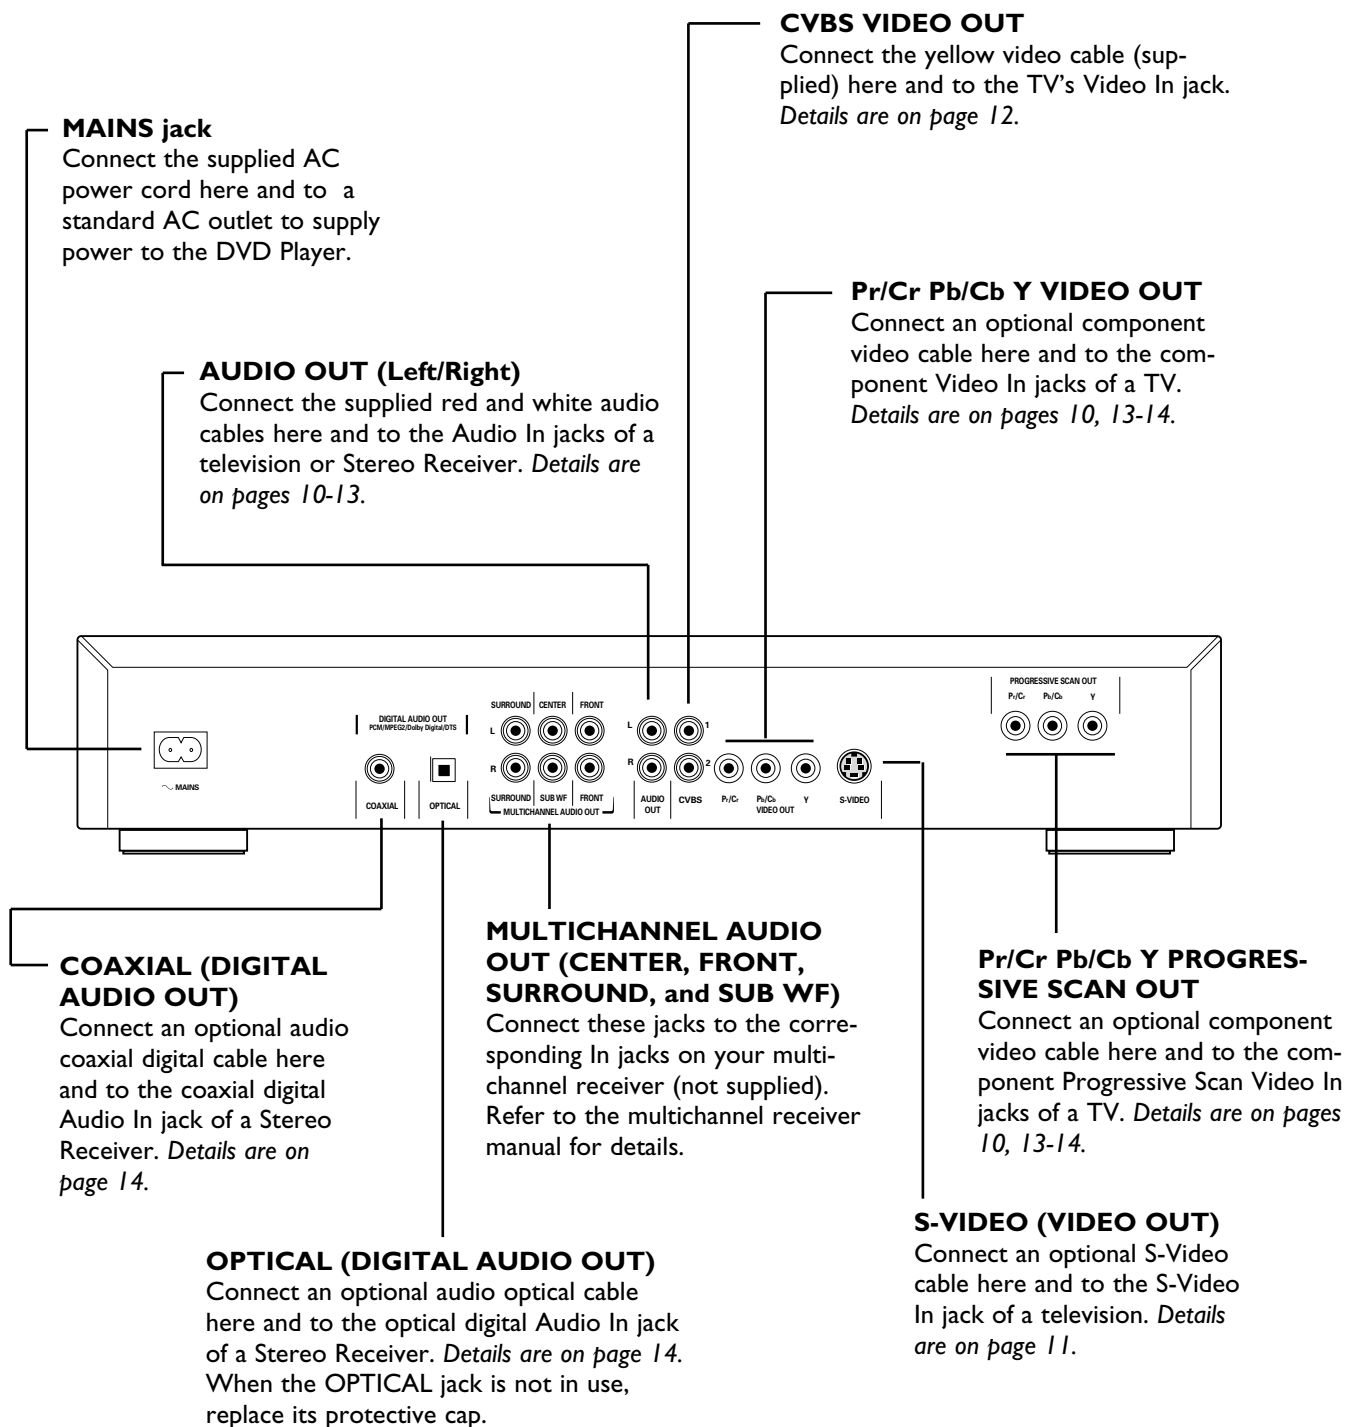 CVBS VIDEO OUT
Connect the yellow video cable (sup-
plied) here and to the TV's Video In jack.
Details are on page 12.
MAINS jack
Connect the supplied AC
power cord here and to a
standard AC outlet to supply
power to the DVD Player.
Pr/Cr Pb/Cb Y VIDEO OUT
Connect an optional component
video cable here and to the com-
ponent Video In jacks of a TV.
Details are on pages 10, 13-14.
AUDIO OUT (Left/Right)
Connect the supplied red and white audio
cables here and to the Audio In jacks of a
television or Stereo Receiver. Details are
on pages 10-13.
PROGRESSIVE SCAN OUT
Pr/Cr Pb/Cb Y
SURROUND CENTER FRONT
DIGITAL AUDIO OUT
PCM/MPEG2/Dolby Digital/DTS
L L 1
R R 2
~ MAINS
COAXIAL OPTICAL
SURROUND SUB WF FRONT
MULTICHANNEL AUDIO OUT
AUDIO
OUT
CVBS
Pr/Cr Pb/Cb Y
VIDEO OUT
S-VIDEO
COAXIAL (DIGITAL
AUDIO OUT)
Connect an optional audio
coaxial digital cable here
and to the coaxial digital
Audio In jack of a Stereo
Receiver. Details are on
page 14.
MULTICHANNEL AUDIO
OUT (CENTER, FRONT,
SURROUND, and SUB WF)
Connect these jacks to the corre-
sponding In jacks on your multi-
channel receiver (not supplied).
Refer to the multichannel receiver
manual for details.
Pr/Cr Pb/Cb Y PROGRES-
SIVE SCAN OUT
Connect an optional component
video cable here and to the com-
ponent Progressive Scan Video In
jacks of a TV. Details are on pages
10, 13-14.
OPTICAL (DIGITAL AUDIO OUT)
Connect an optional audio optical cable
here and to the optical digital Audio In jack
of a Stereo Receiver. Details are on page 14.
When the OPTICAL jack is not in use,
replace its protective cap.
S-VIDEO (VIDEO OUT)
Connect an optional S-Video
cable here and to the S-Video
In jack of a television. Details
are on page 11.